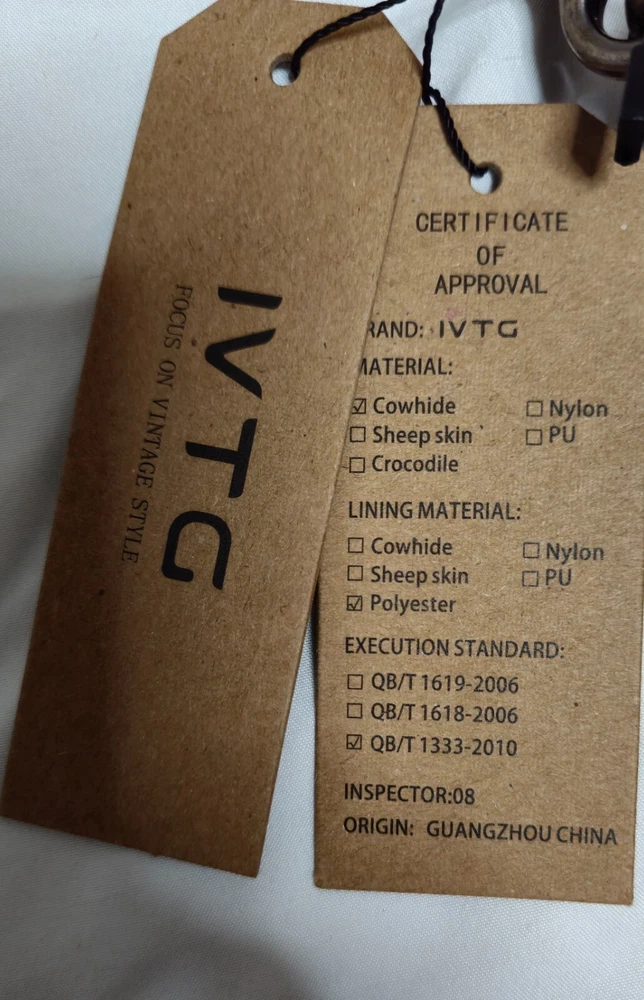 IVTG
FOCUS ON VINTAGE STYLE
CERTIFICATE
OF
APPROVAL
RAND: IVTG
MATERIAL:
☑ Cowhide ☐ Nylon
☐ Sheep skin ☐ PU
☐ Crocodile
LINING MATERIAL:
☐ Cowhide ☐ Nylon
☐ Sheep skin ☐ PU
☑ Polyester
EXECUTION STANDARD:
☐ QB/T 1619-2006
☐ QB/T 1618-2006
☑ QB/T 1333-2010
INSPECTOR:08
ORIGIN: GUANGZHOU CHINA